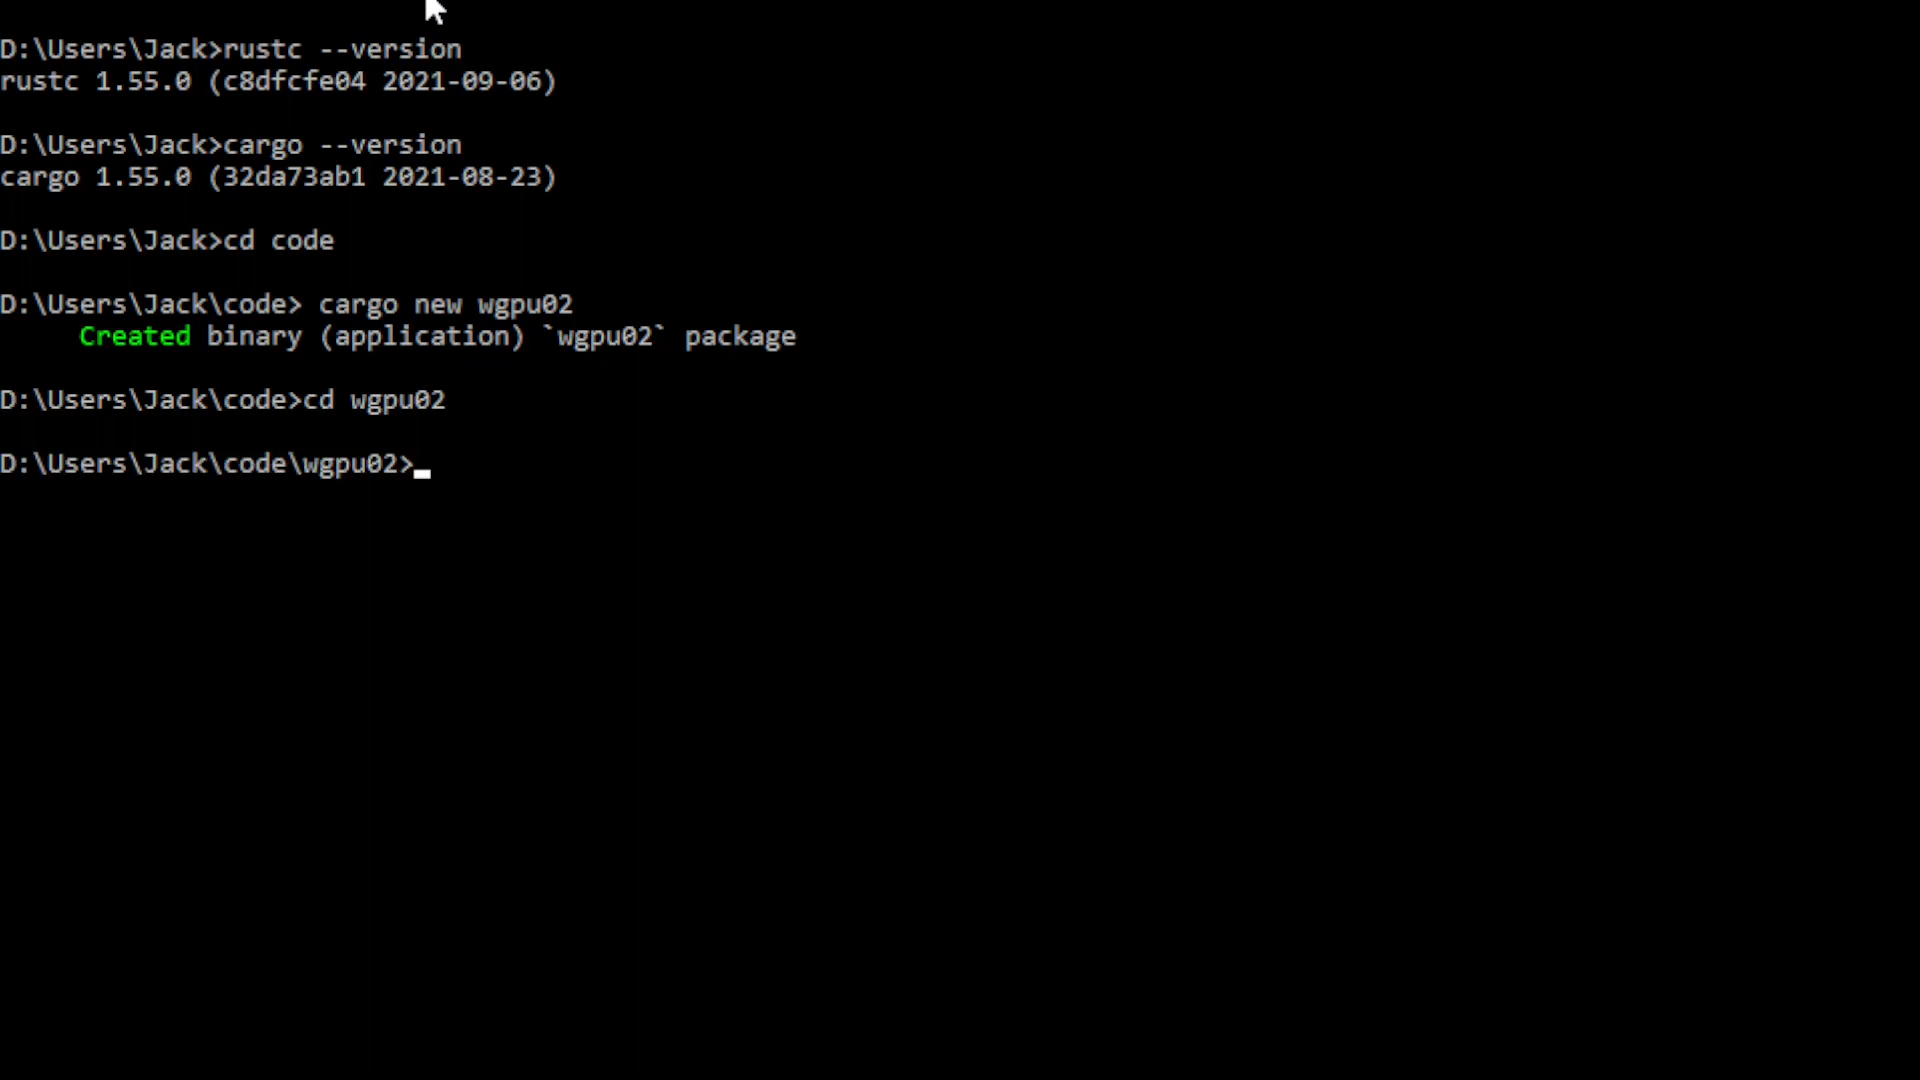 D:\Users\Jack>rustc --version
rustc 1.55.0 (c8dfcfe04 2021-09-06)
D:\Users\Jack>cargo --version
cargo 1.55.0 (32da73ab1 2021-08-23)
D:\Users\Jack>cd code
D:\Users\Jack\code> cargo new wgpu02
     Created binary (application) `wgpu02` package
D:\Users\Jack\code>cd wgpu02
D:\Users\Jack\code\wgpu02>